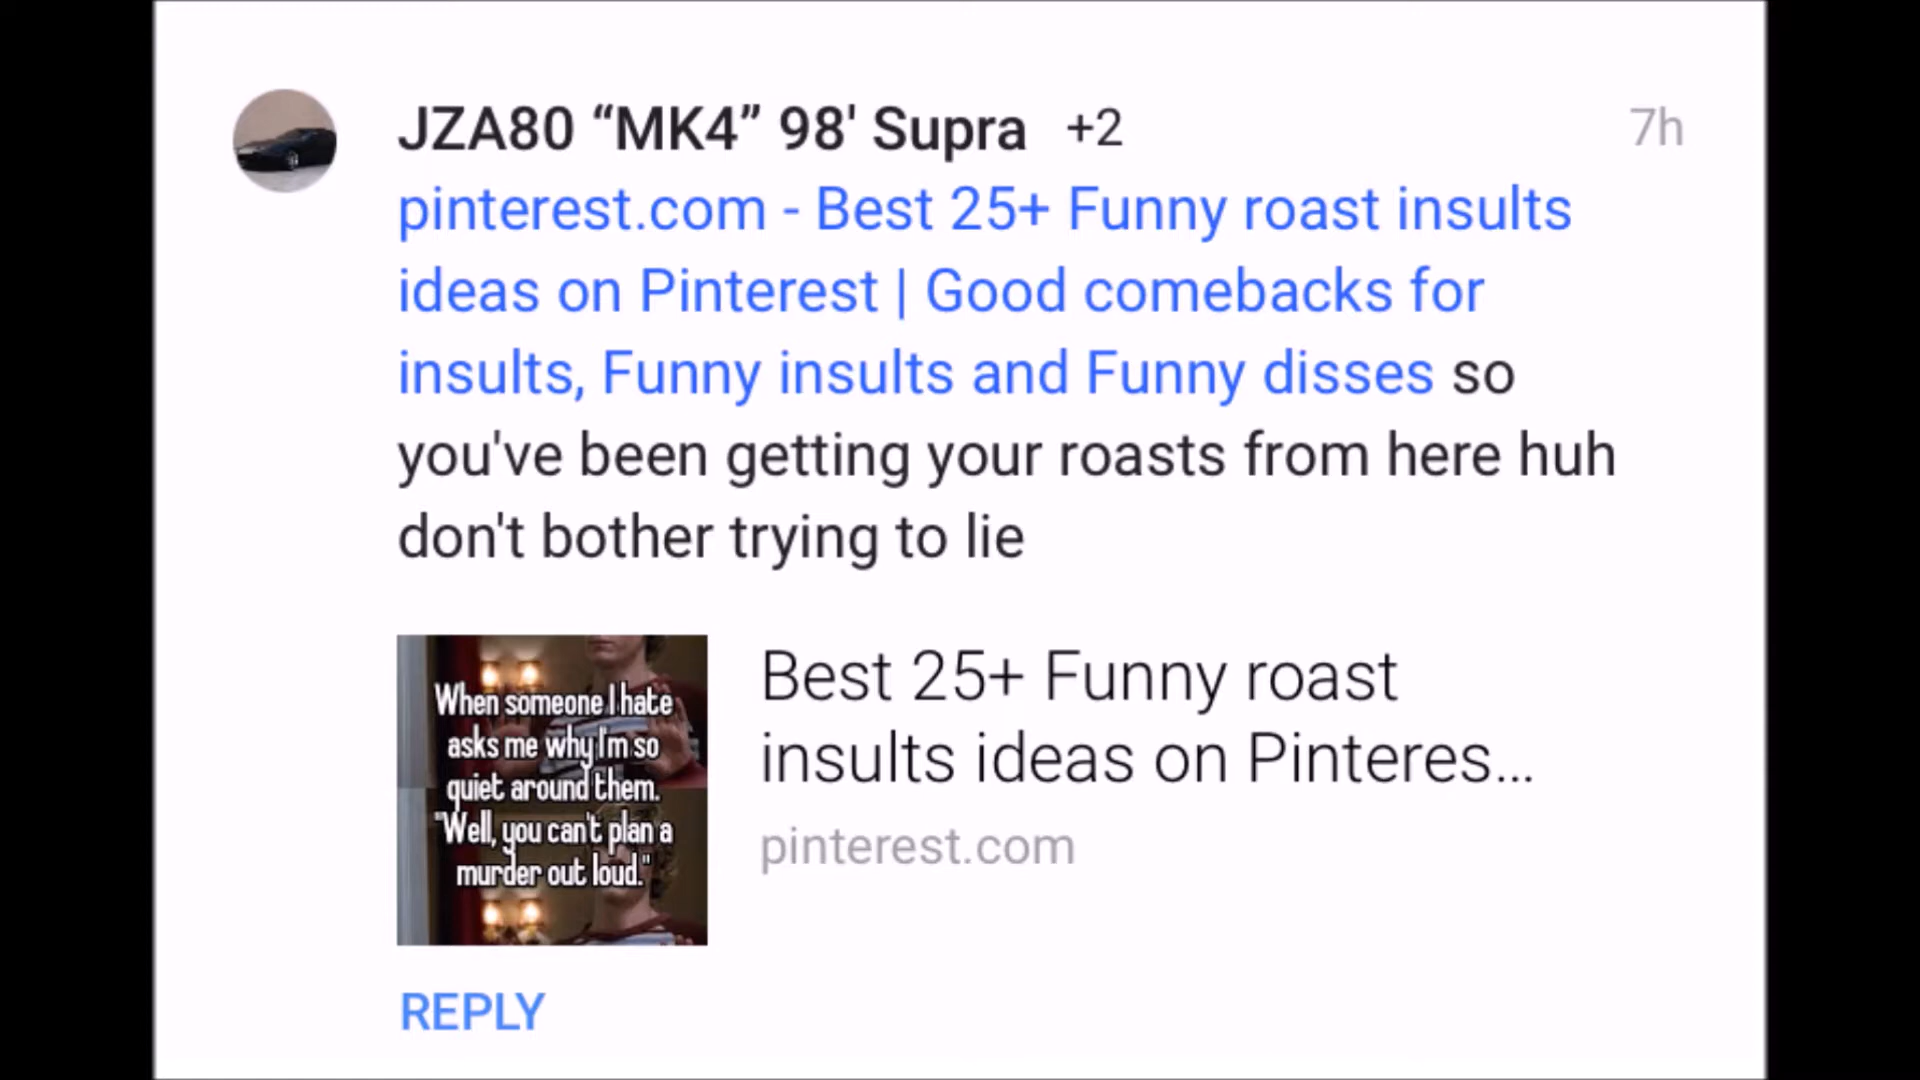 JZA80 “MK4” 98' Supra +2 7h
pinterest.com - Best 25+ Funny roast insults
ideas on Pinterest | Good comebacks for
insults, Funny insults and Funny disses so
you've been getting your roasts from here huh
don't bother trying to lie
When someone I hate
asks me why I'm so
quiet around them.
"Well, you can't plan a
murder out loud."
Best 25+ Funny roast
insults ideas on Pinteres...
pinterest.com
REPLY